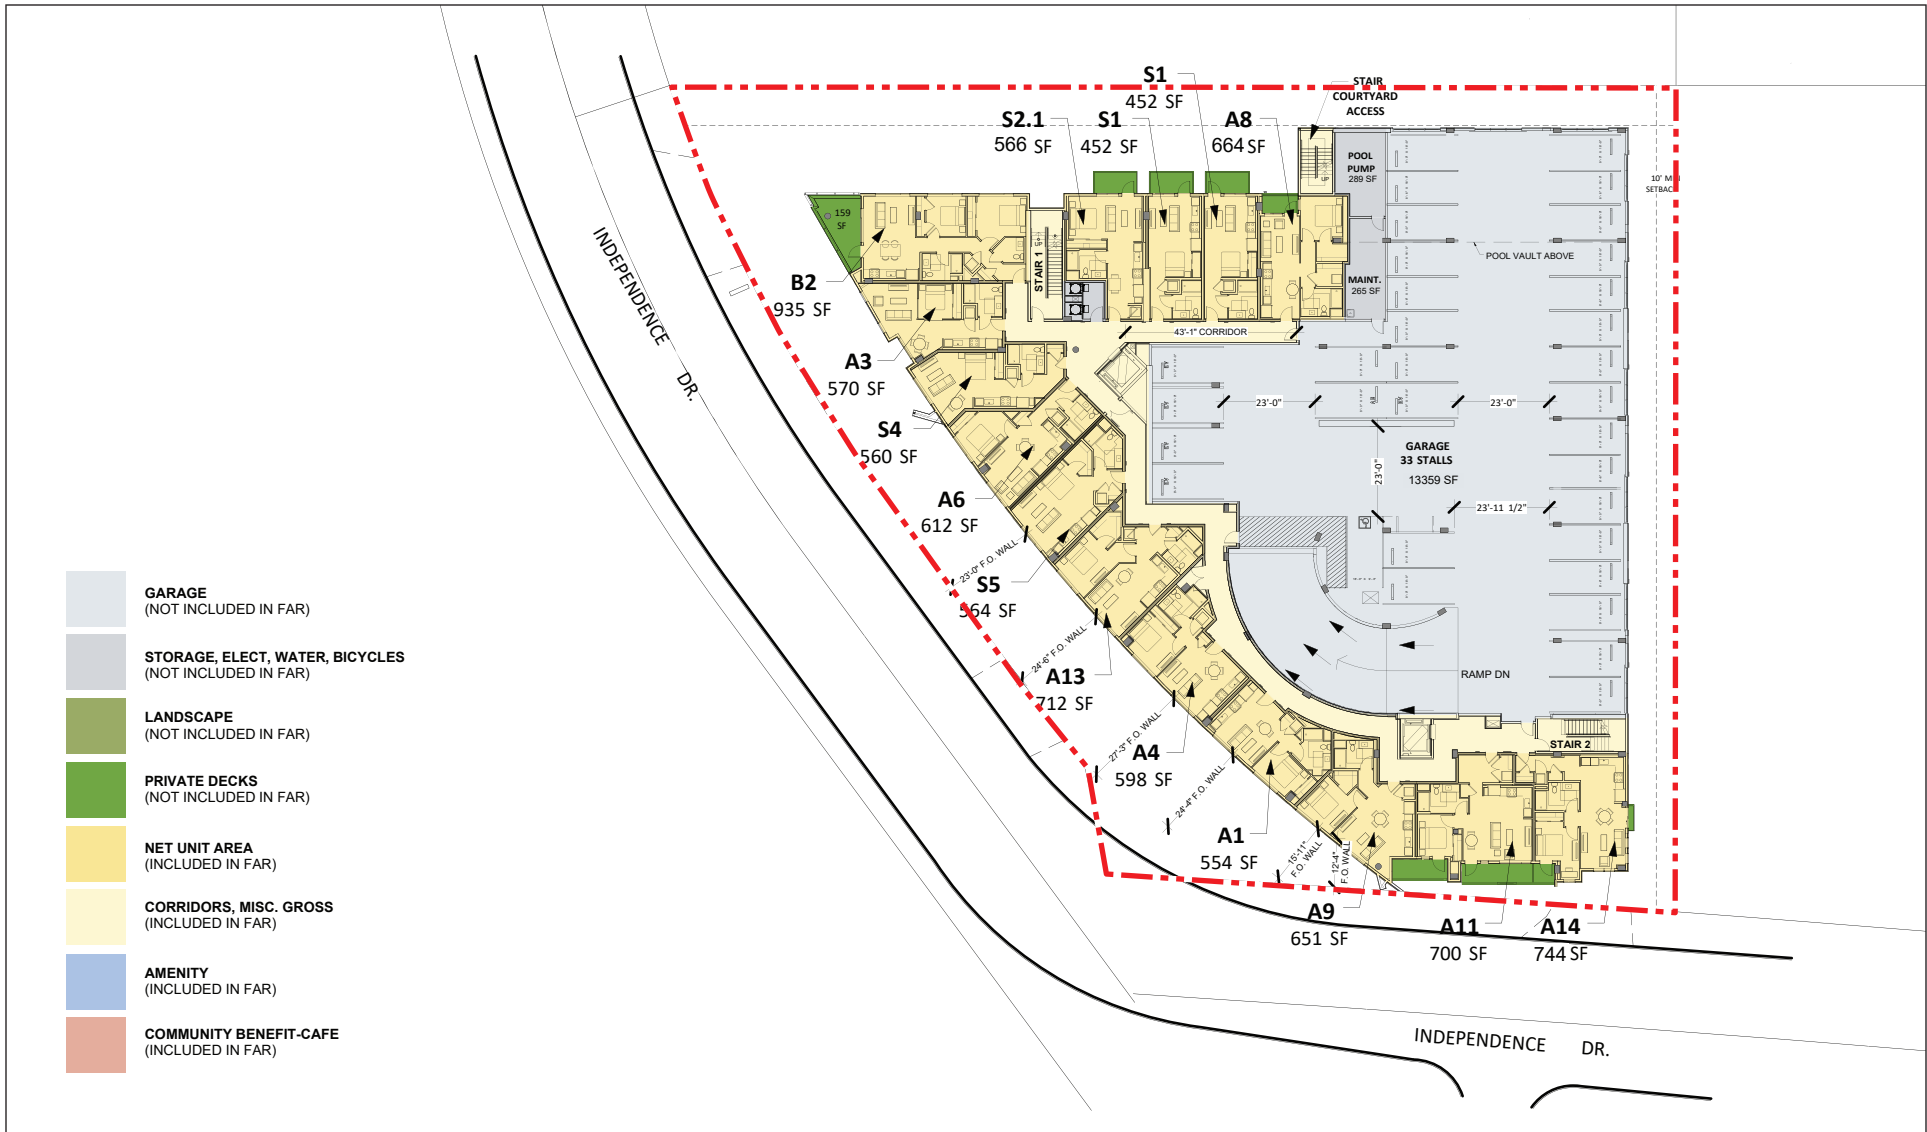 S1
452 SF
STAIR
COURTYARD
ACCESS
S2.1
566 SF
S1
452 SF
A8
664 SF
POOL
PUMP
289 SF
159
SF
STAIR 1
UP
UP
POOL VAULT ABOVE
MAINT.
265 SF
B2
935 SF
43'-1" CORRIDOR
INDEPENDENCE DR.
A3
570 SF
23'-0"
23'-0"
S4
560 SF
GARAGE
33 STALLS
13359 SF
23'-0"
A6
612 SF
23'-11 1/2"
23'-0" F.O. WALL
S5
564 SF
24'-6" F.O. WALL
A13
712 SF
RAMP DN
27'-3" F.O. WALL
A4
598 SF
STAIR 2
24'-4" F.O. WALL
A1
554 SF
15'-11"
F.O. WALL
12'-4"
F.O. WALL
A9
651 SF
A11
700 SF
A14
744 SF
INDEPENDENCE DR.
GARAGE
(NOT INCLUDED IN FAR)
STORAGE, ELECT, WATER, BICYCLES
(NOT INCLUDED IN FAR)
LANDSCAPE
(NOT INCLUDED IN FAR)
PRIVATE DECKS
(NOT INCLUDED IN FAR)
NET UNIT AREA
(INCLUDED IN FAR)
CORRIDORS, MISC. GROSS
(INCLUDED IN FAR)
AMENITY
(INCLUDED IN FAR)
COMMUNITY BENEFIT-CAFE
(INCLUDED IN FAR)